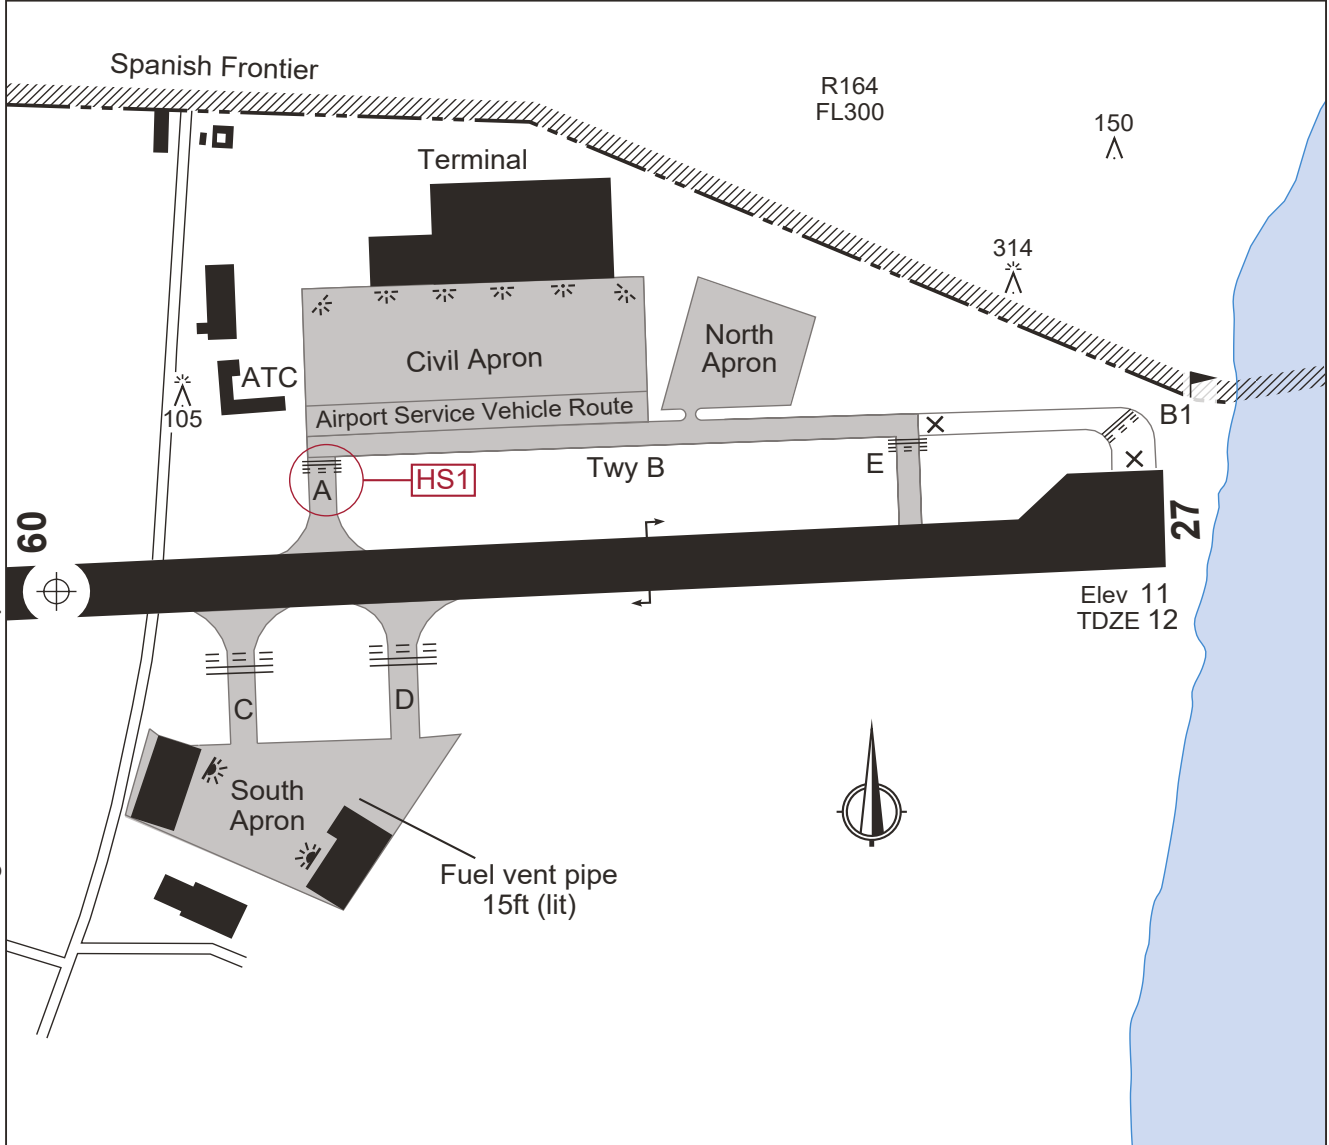 Spanish Frontier
R164
FL300
150
Terminal
314
North
Apron
Civil Apron
ATC
105
Airport Service Vehicle Route
B1
Twy B
E
HS1
A
09
27
Elev 11
TDZE 12
C
D
South
Apron
Fuel vent pipe
15ft (lit)